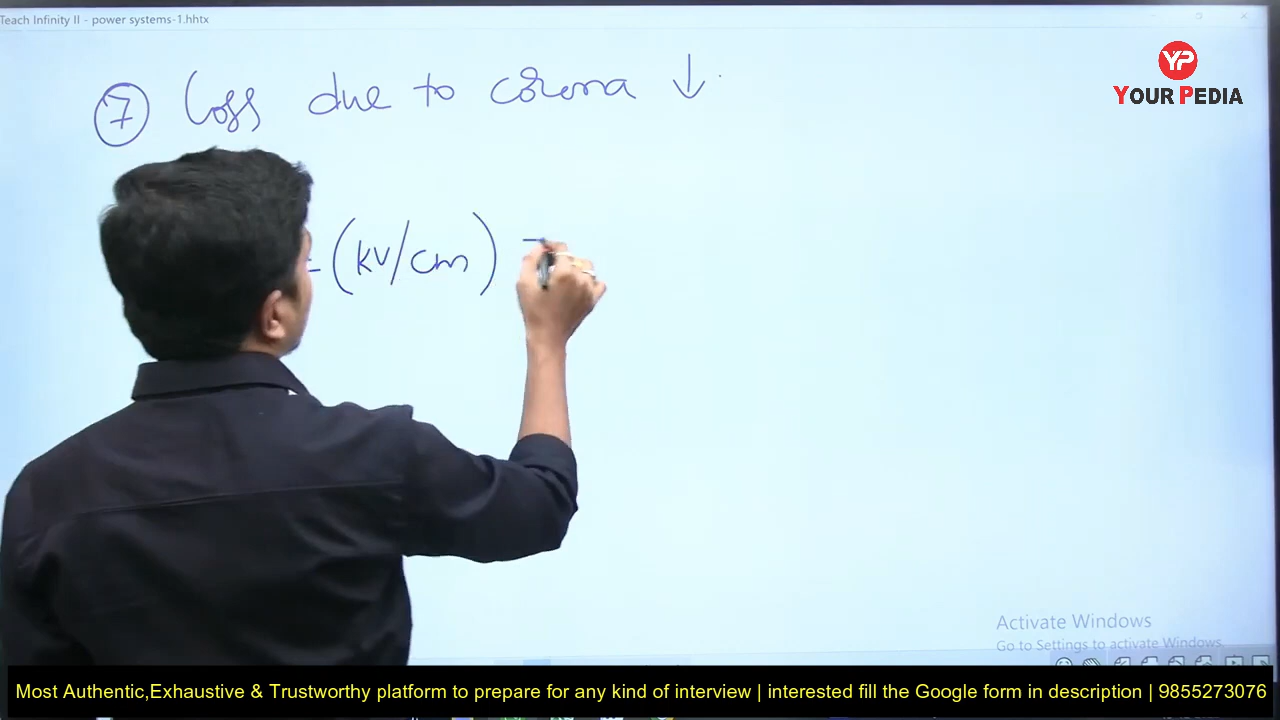 Teach Infinity II - power systems-1.hhtx
YP
YOUR PEDIA
7 Loss due to corona ↓
= (kV/cm)
Activate Windows
Go to Settings to activate Windows.
Most Authentic,Exhaustive & Trustworthy platform to prepare for any kind of interview | interested fill the Google form in description | 9855273076